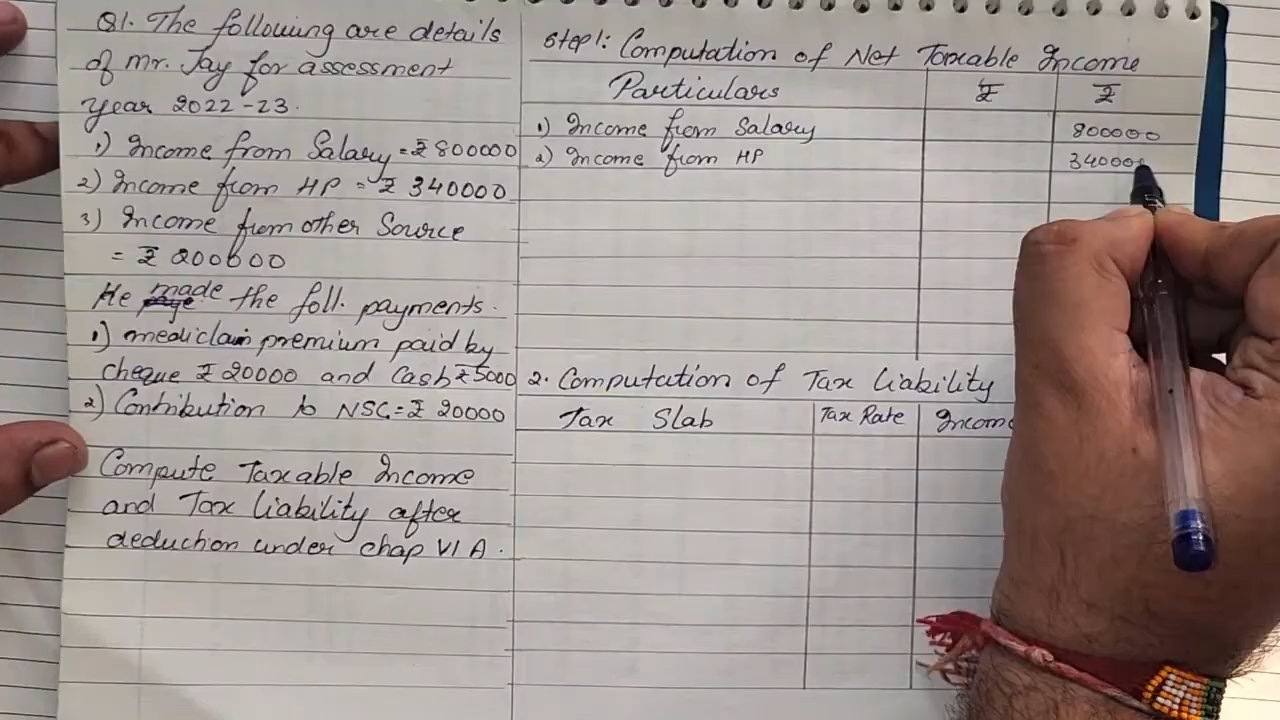 Q1. The following are details
of Mr. Jay for assessment
year 2022-23.
1) Income from Salary = ₹ 800000
2) Income from HP = ₹ 340000
3) Income from other Source
= ₹ 200000
He made the foll. payments.
1) mediclaim premium paid by
cheque ₹ 20000 and Cash ₹ 5000
2) Contribution to NSC = ₹ 20000
Compute Taxable Income
and Tax liability after
deduction under chap VI A.
Step 1: Computation of Net Taxable Income
Particulars ₹ ₹
1) Income from Salary 800000
2) Income from HP 340000
2. Computation of Tax liability
Tax Slab Tax Rate Income